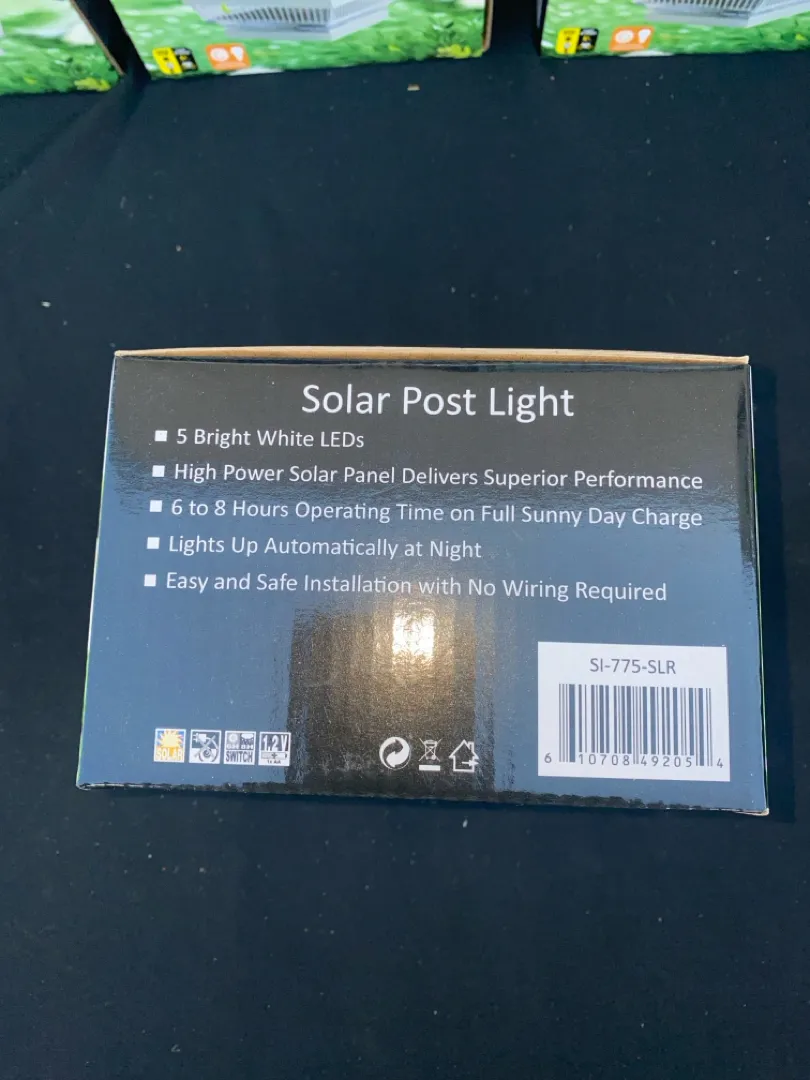 Solar Post Light
5 Bright White LEDs
High Power Solar Panel Delivers Superior Performance
6 to 8 Hours Operating Time on Full Sunny Day Charge
Lights Up Automatically at Night
Easy and Safe Installation with No Wiring Required
SI-775-SLR
6 10708 49205 4
SOLAR
SWITCH
1.2 V